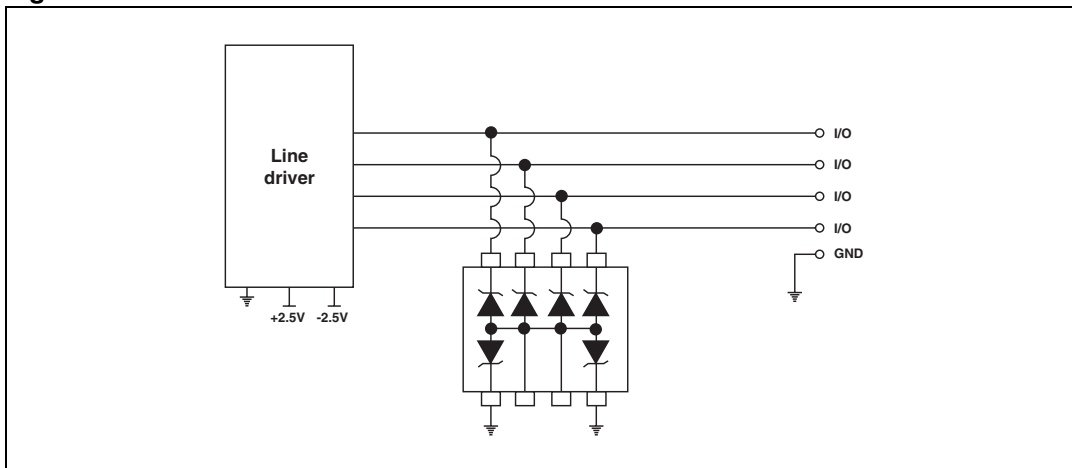 Line
driver
I/O
I/O
I/O
I/O
GND
+2.5V -2.5V